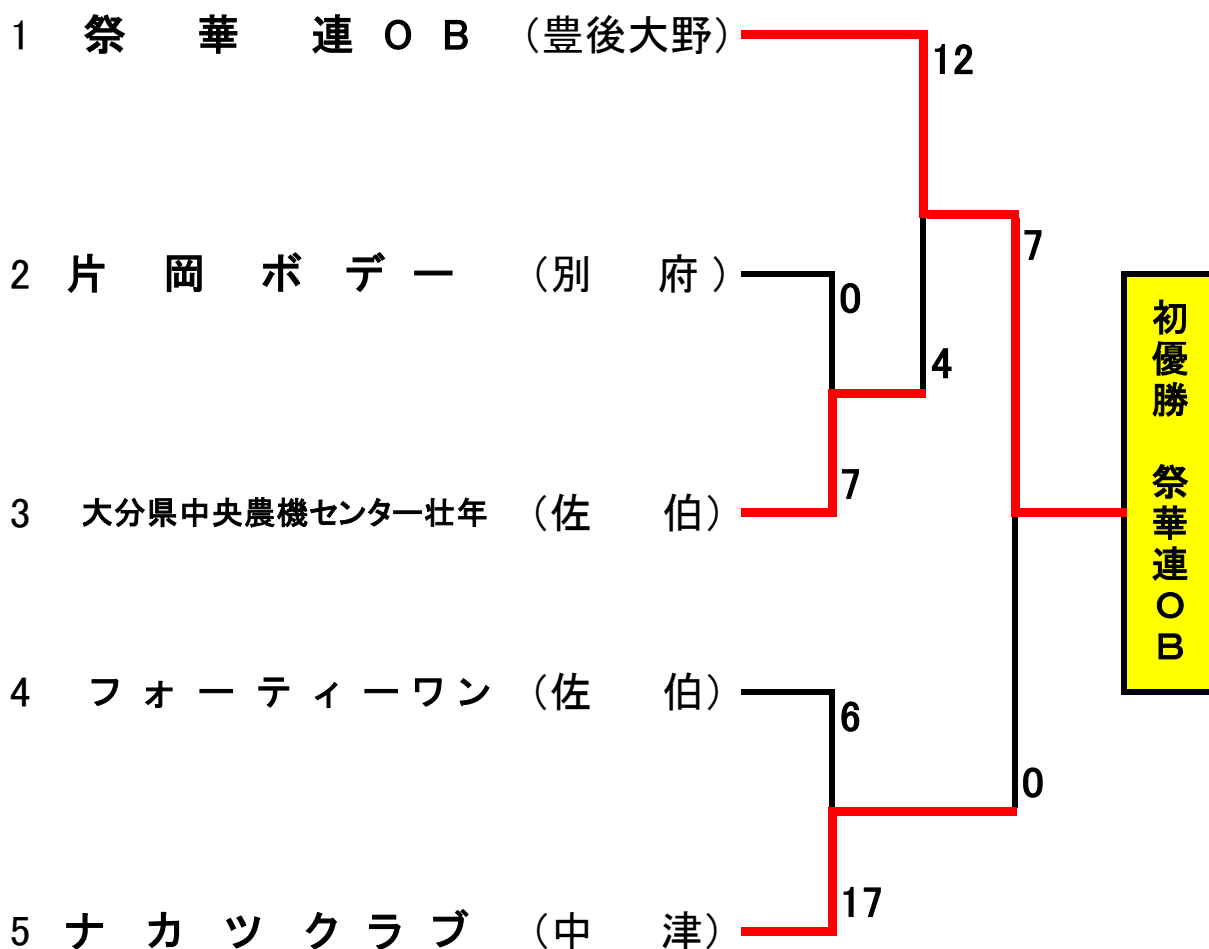 1 祭華連OB (豊後大野)
12
2 片岡ボデー (別府)
7
0
4
3 大分県中央農機センター壮年 (佐伯)
7
4 フォーティーワン (佐伯)
6
0
5 ナカツクラブ (中津)
17
初優勝 祭華連OB